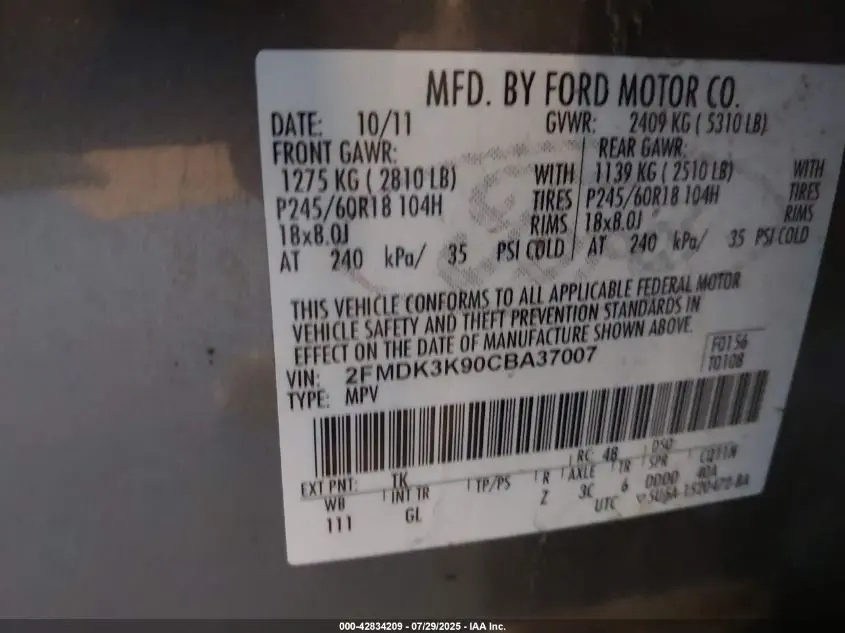 MFD. BY FORD MOTOR CO.
DATE: 10/11 GVWR: 2409 KG ( 5310 LB)
FRONT GAWR: REAR GAWR:
1275 KG ( 2810 LB) WITH 1139 KG ( 2510 LB) WITH
P245/60R18 104H TIRES P245/60R18 104H TIRES
18x8.0J RIMS 18x8.0J RIMS
AT 240 kPa/ 35 PSI COLD AT 240 kPa/ 35 PSI COLD
THIS VEHICLE CONFORMS TO ALL APPLICABLE FEDERAL MOTOR
VEHICLE SAFETY AND THEFT PREVENTION STANDARDS IN
EFFECT ON THE DATE OF MANUFACTURE SHOWN ABOVE.
VIN: 2FMDK3K90CBA37007 F0156
TYPE: MPV T0108
EXT PNT: TK RC: 48 DSO:
WB INT TR TP/PS R AXLE TR SPR
111 GL Z 3C 6 DDDD 40A
UTC
000-42834209 - 07/29/2025 - IAA Inc.